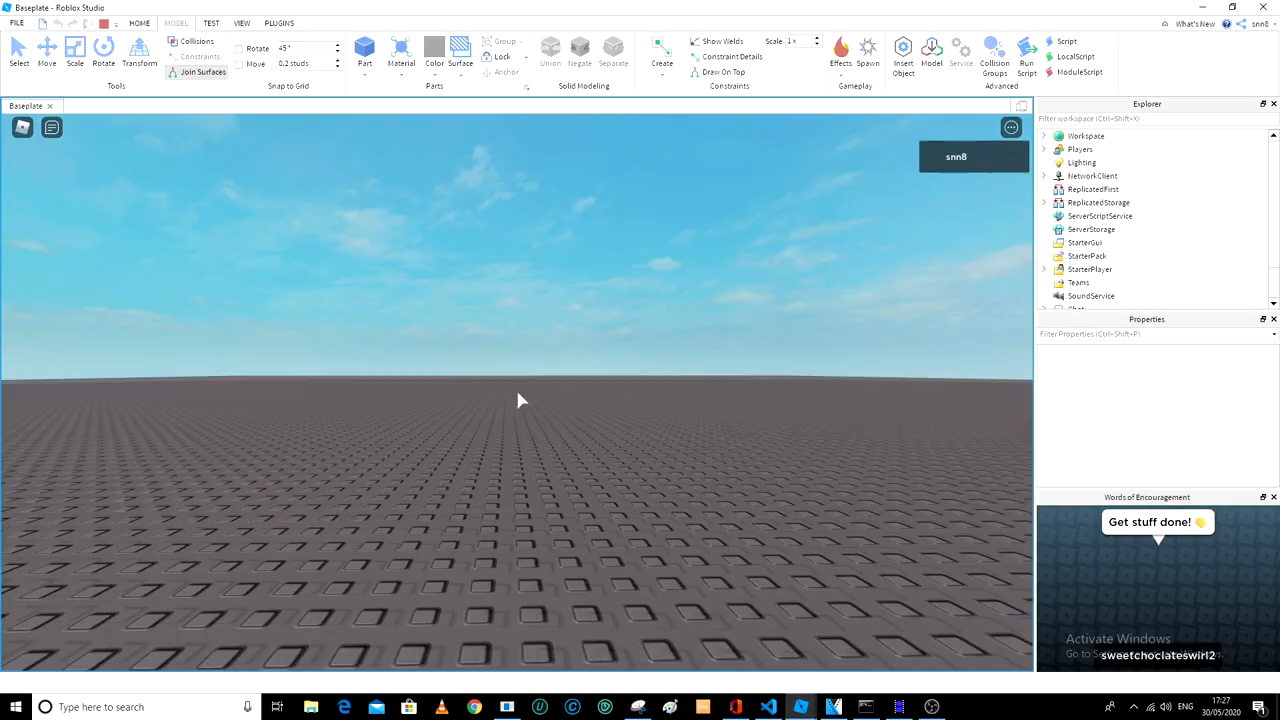 Baseplate - Roblox Studio
FILE HOME MODEL TEST VIEW PLUGINS What's New snn8
Select Move Scale Rotate Transform
Collisions
Constraints
Join Surfaces
Tools
Rotate 45°
Move 0.2 studs
Snap to Grid
Part Material Color Surface
Group
Lock
Anchor
Parts
Union Negate Separate
Solid Modeling
Create
Show Welds
Constraint Details
Draw On Top
Scale 1x
Constraints
Effects Spawn
Gameplay
Insert Object
Model
Service
Collision Groups
Run Script
Script
LocalScript
ModuleScript
Advanced
Baseplate
snn8
Explorer
Filter workspace (Ctrl+Shift+X)
Workspace
Players
Lighting
NetworkClient
ReplicatedFirst
ReplicatedStorage
ServerScriptService
ServerStorage
StarterGui
StarterPack
StarterPlayer
Teams
SoundService
Properties
Filter Properties (Ctrl+Shift+P)
Words of Encouragement
Get stuff done! 👏
Activate Windows
sweetchoclateswirl2
Type here to search
ENG
17:27
30/05/2020